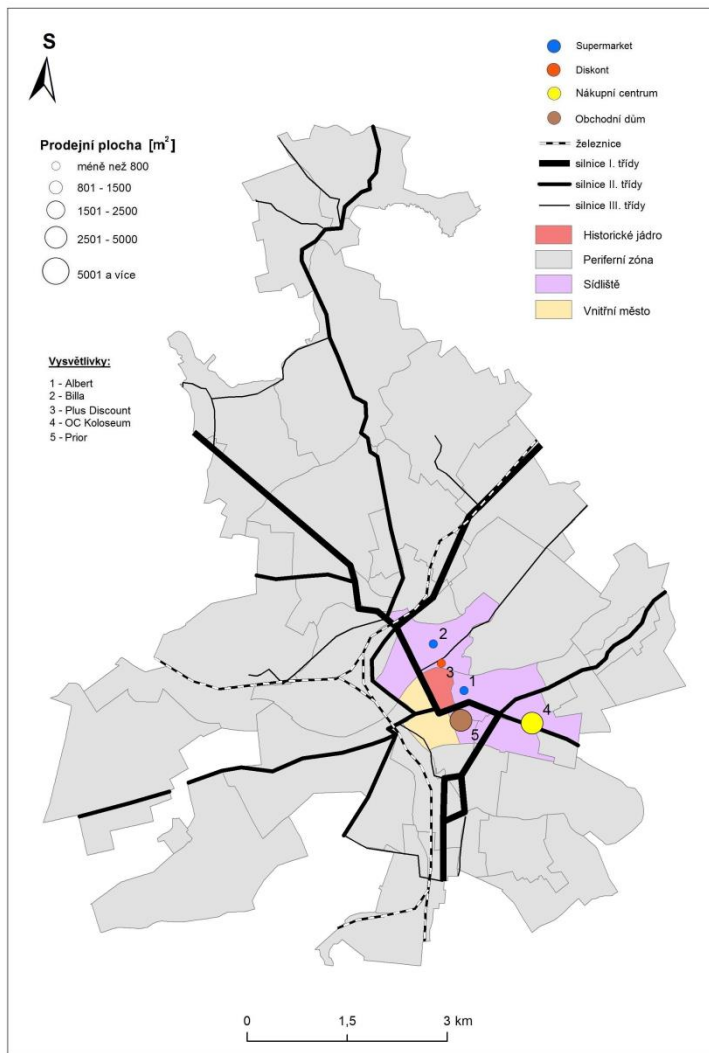 S
Supermarket
Diskont
Nákupní centrum
Obchodní dům
železnice
silnice I. třídy
silnice II. třídy
silnice III. třídy
Historické jádro
Periferní zóna
Sídliště
Vnitřní město
Prodejní plocha [m²]
méně než 800
801 - 1500
1501 - 2500
2501 - 5000
5001 a více
Vysvětlivky:
1 - Albert
2 - Billa
3 - Plus Discount
4 - OC Koloseum
5 - Prior
2
3
1
4
5
0 1,5 3 km